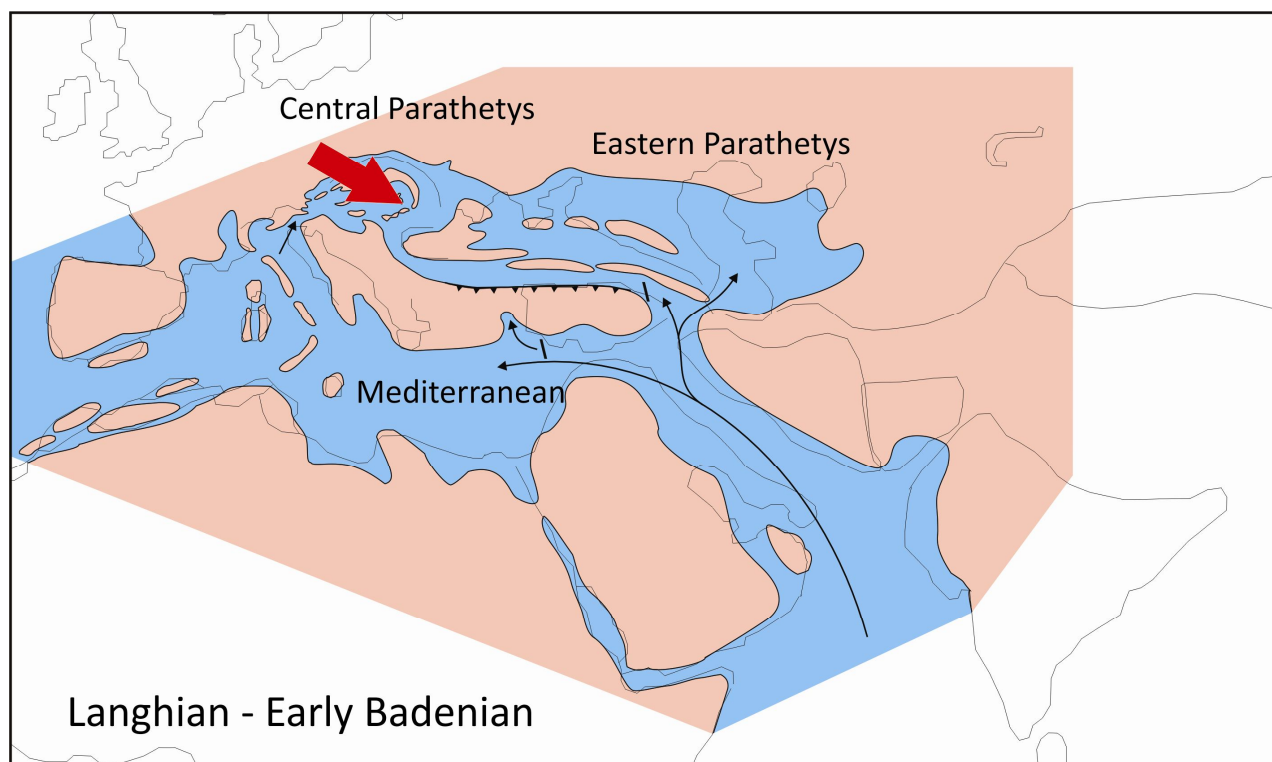 Central Parathetys
Eastern Parathetys
Mediterranean
Langhian - Early Badenian